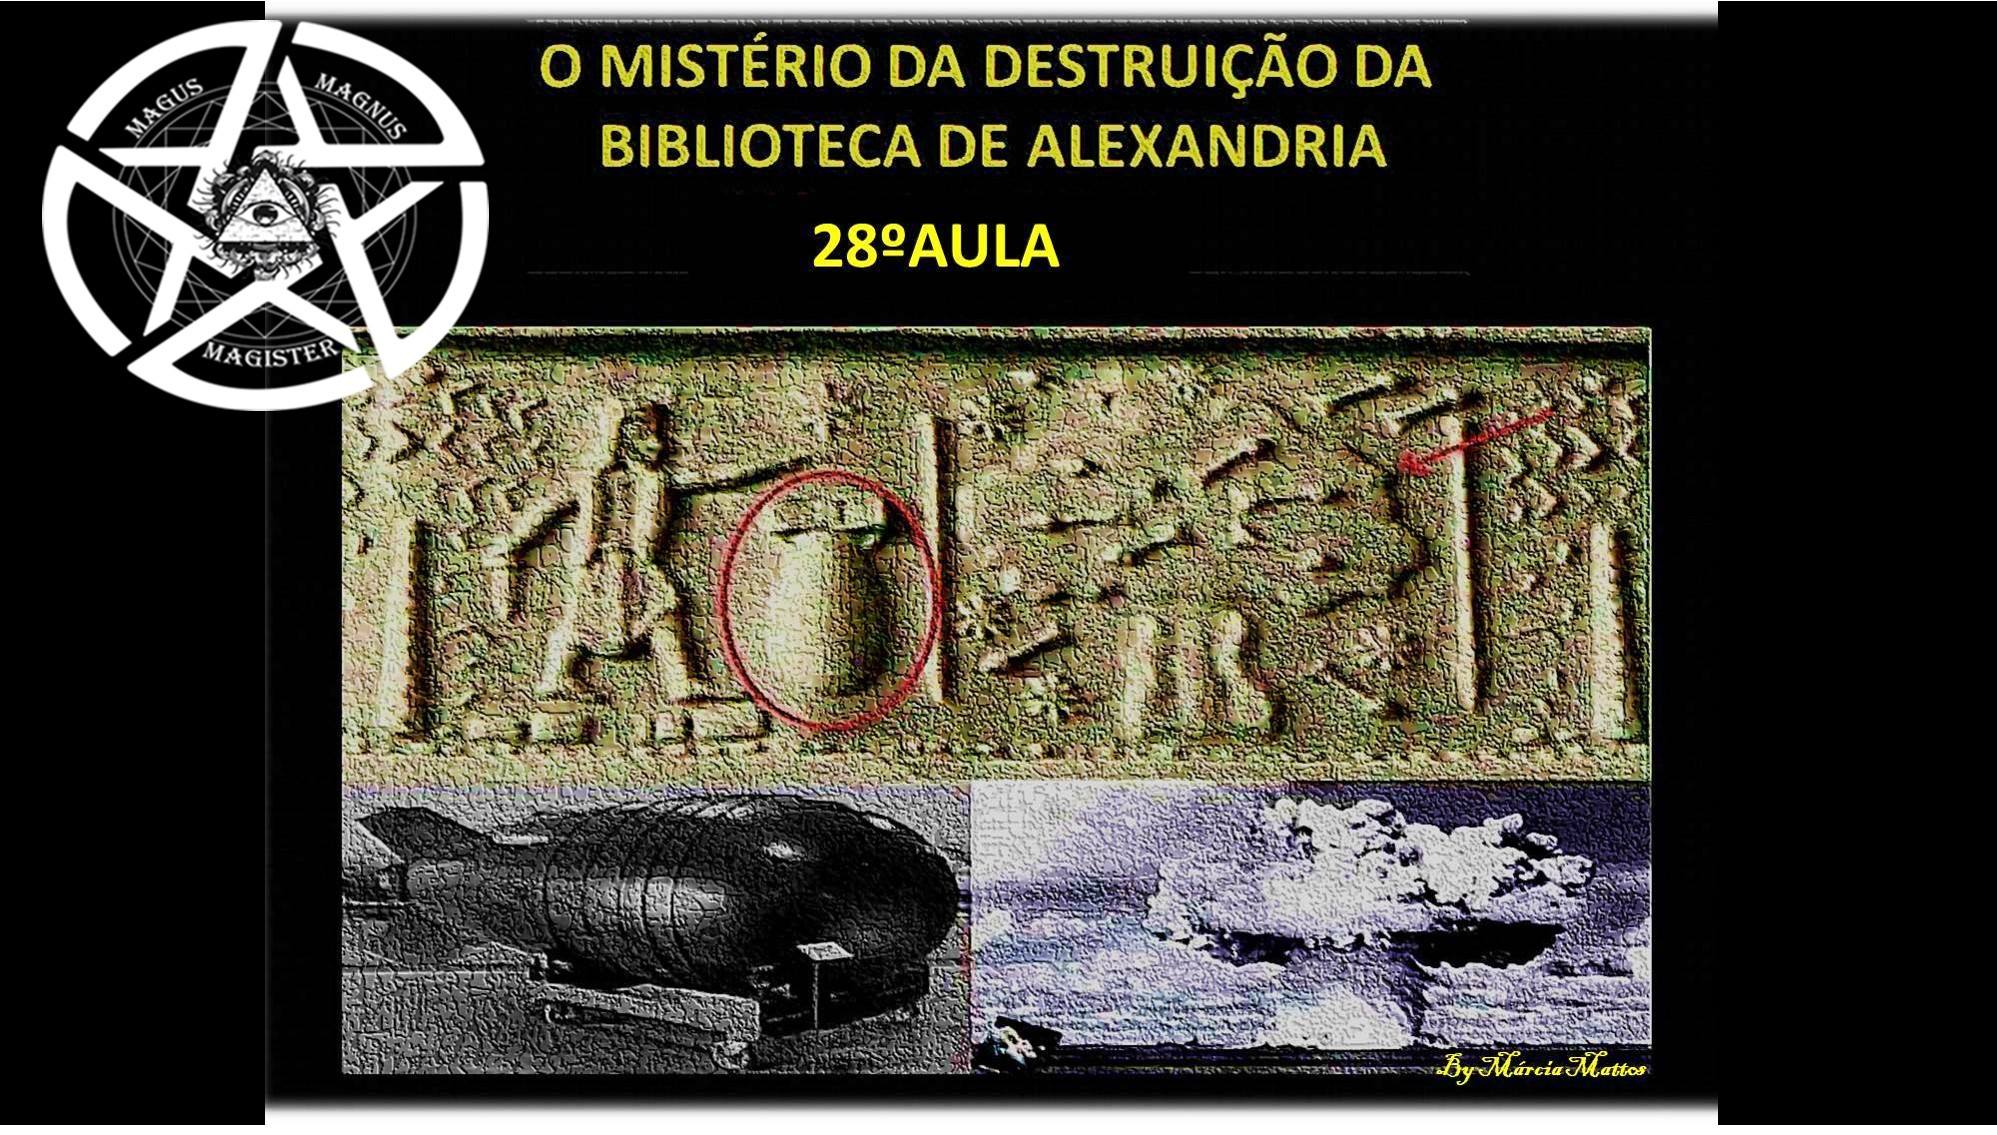 MAGUS
MAGNUS
MAGISTER
O MISTÉRIO DA DESTRUIÇÃO DA
BIBLIOTECA DE ALEXANDRIA
28ºAULA
By Márcia Mattos